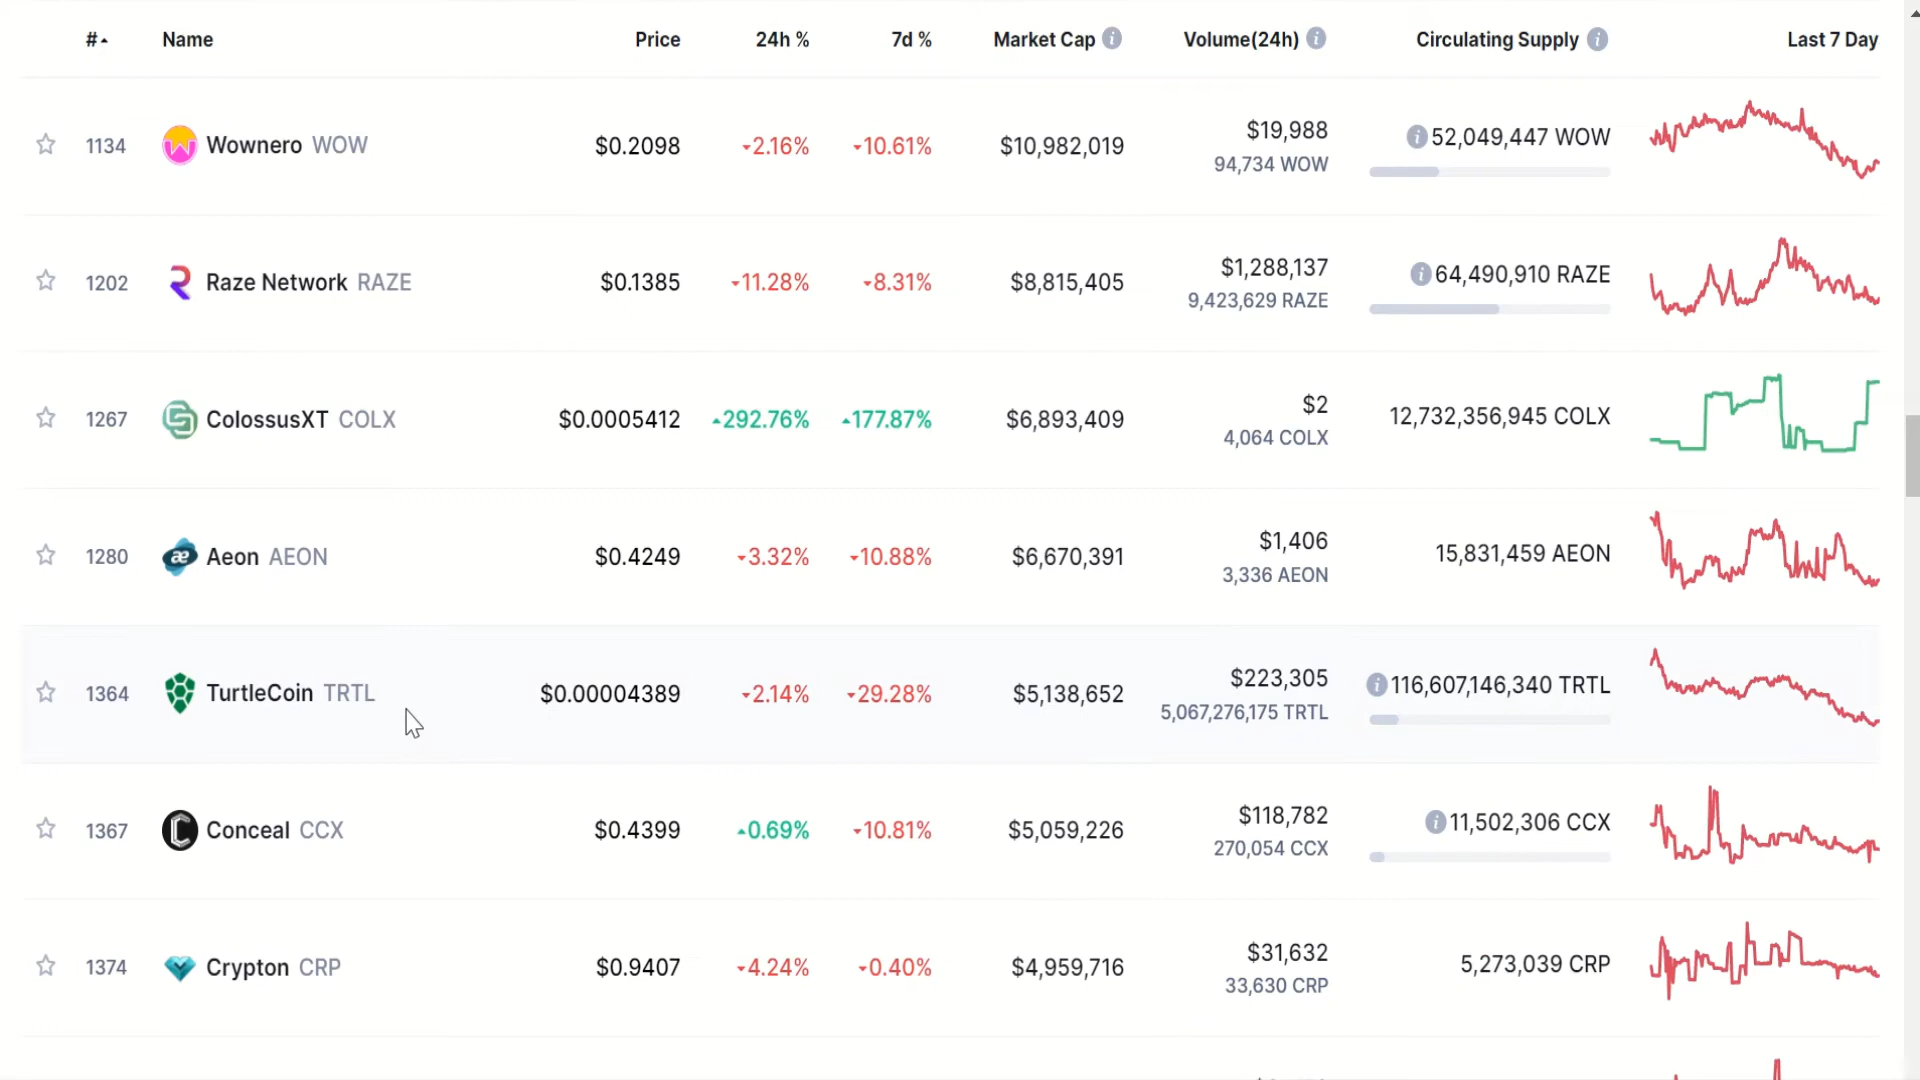 # Name Price 24h % 7d % Market Cap Volume(24h) Circulating Supply Last 7 Day
1134 Wownero WOW $0.2098 2.16% 10.61% $10,982,019 $19,988 52,049,447 WOW
94,734 WOW
1202 Raze Network RAZE $0.1385 11.28% 8.31% $8,815,405 $1,288,137 64,490,910 RAZE
9,423,629 RAZE
1267 ColossusXT COLX $0.0005412 292.76% 177.87% $6,893,409 $2 12,732,356,945 COLX
4,064 COLX
1280 Aeon AEON $0.4249 3.32% 10.88% $6,670,391 $1,406 15,831,459 AEON
3,336 AEON
1364 TurtleCoin TRTL $0.00004389 2.14% 29.28% $5,138,652 $223,305 116,607,146,340 TRTL
5,067,276,175 TRTL
1367 Conceal CCX $0.4399 0.69% 10.81% $5,059,226 $118,782 11,502,306 CCX
270,054 CCX
1374 Crypton CRP $0.9407 4.24% 0.40% $4,959,716 $31,632 5,273,039 CRP
33,630 CRP